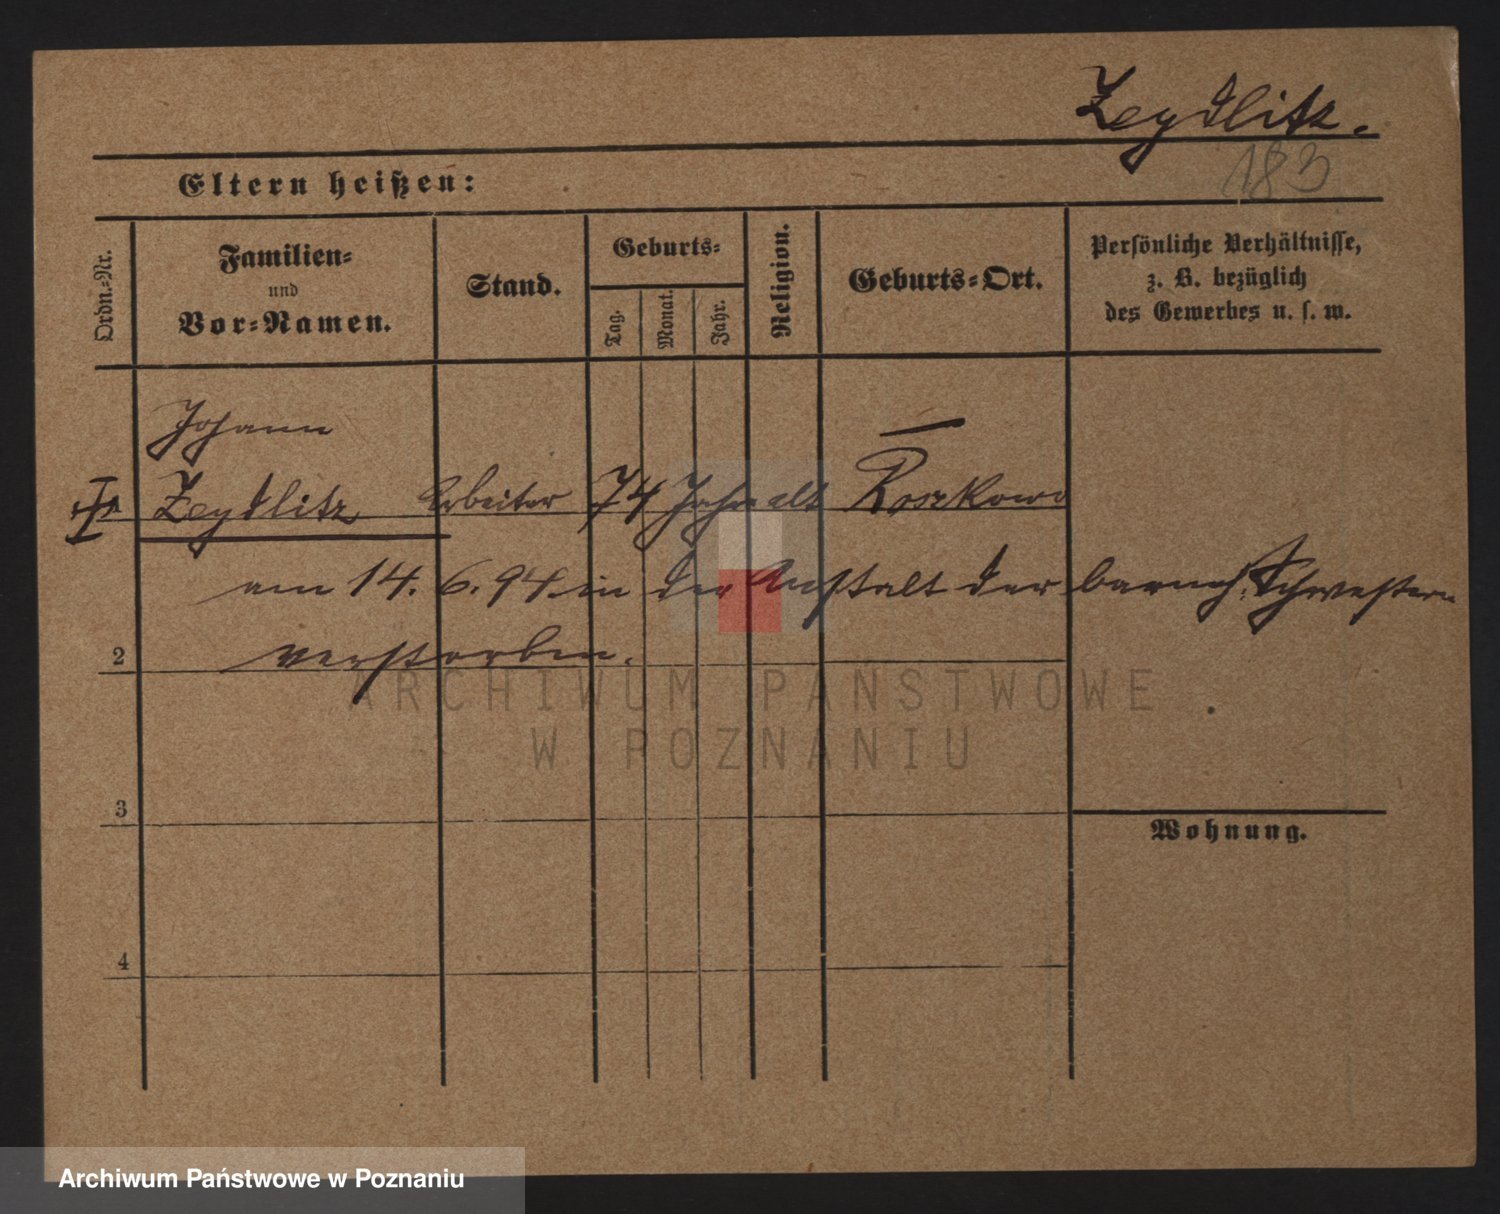 Zeydlitz.
183
Eltern heißen:
Ordn.-Nr.
Familien-
und
Vor-Namen.
Stand.
Geburts-
Tag.
Monat.
Jahr.
Religion.
Geburts-Ort.
Persönliche Verhältnisse,
z. B. bezüglich
des Gewerbes u. s. w.
Johann
Zeydlitz Arbeiter 74 Jahre alt Roszkowo
am 14. 6. 94 in der Anstalt der barmh. Schwestern
2 verstorben.
ARCHIWUM PAŃSTWOWE
W POZNANIU
3
Wohnung.
4
Archiwum Państwowe w Poznaniu